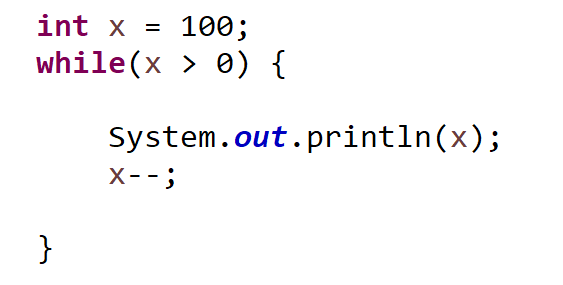 int x = 100;
while(x > 0) {
System.out.println(x);
x--;
}